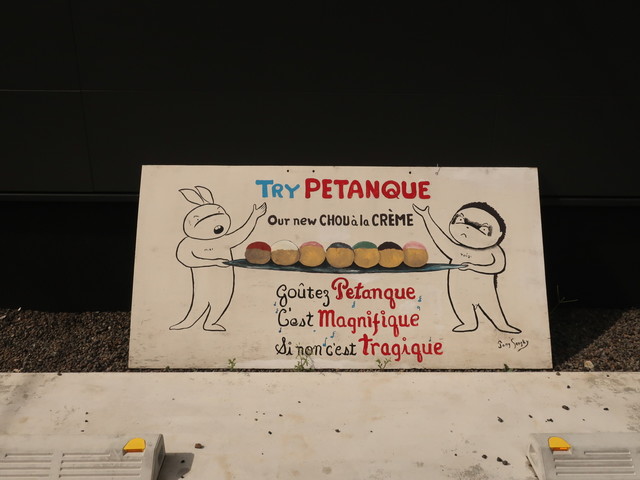 TRY PETANQUE
Our new CHOU à la CRÈME
Goûtez Petanque
C'est Magnifique
Si non c'est Tragique